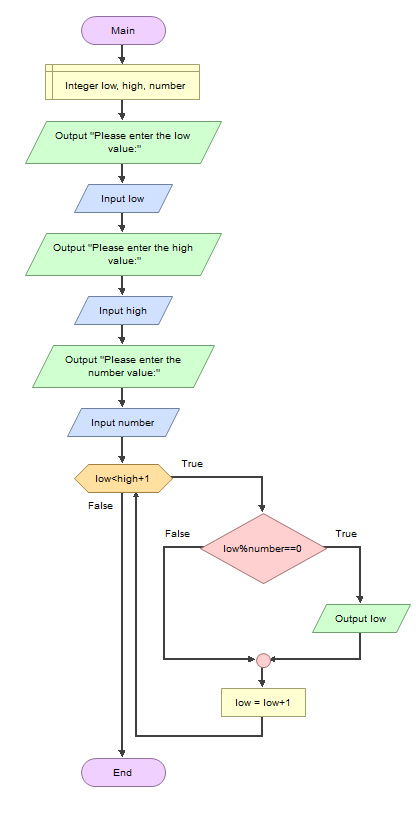 Main
Integer low, high, number
Output "Please enter the low
value:"
Input low
Output "Please enter the high
value:"
Input high
Output "Please enter the
number value:"
Input number
low<high+1
True
False
low%number==0
False
True
Output low
low = low+1
End